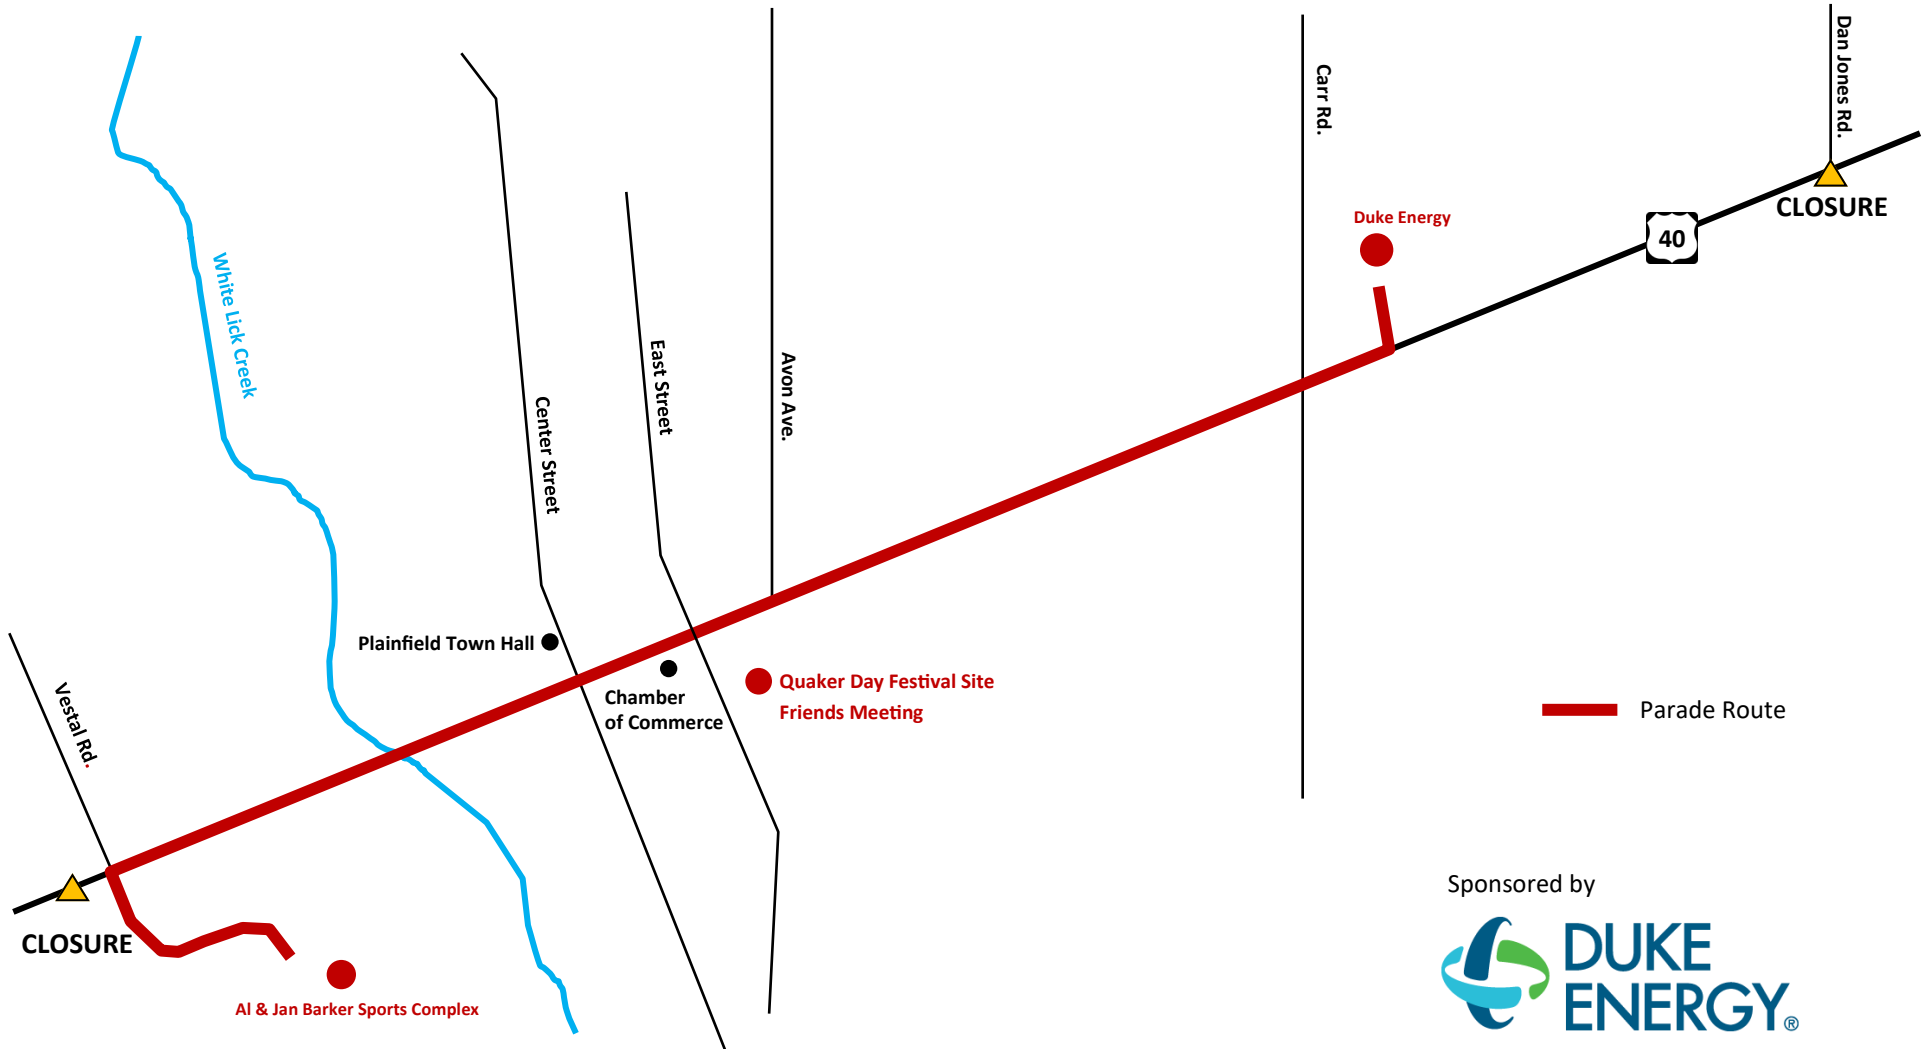 Dan Jones Rd.
Carr Rd.
Duke Energy
CLOSURE
40
White Lick Creek
East Street
Avon Ave.
Center Street
Plainfield Town Hall
Chamber
of Commerce
Quaker Day Festival Site
Friends Meeting
Vestal Rd.
Parade Route
CLOSURE
Al & Jan Barker Sports Complex
Sponsored by
DUKE
ENERGY®